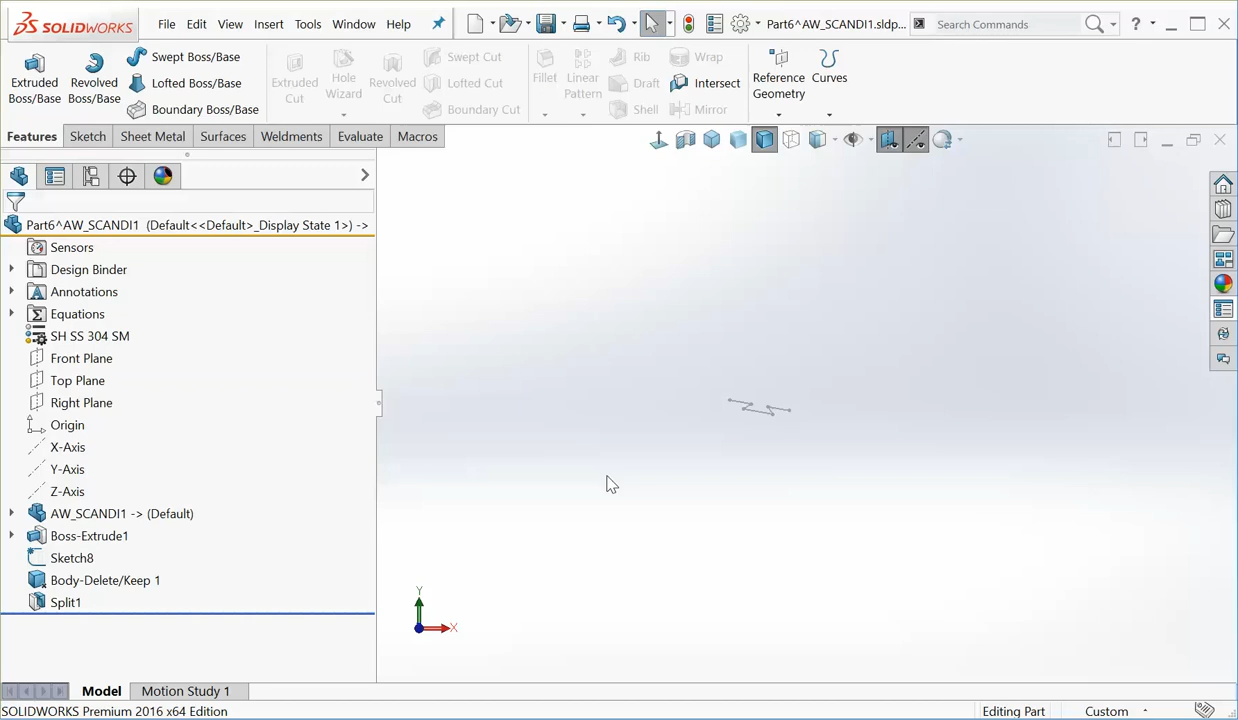 SOLIDWORKS File Edit View Insert Tools Window Help Part6^AW_SCANDI1.sldp... Search Commands ?
Extruded Boss/Base Revolved Boss/Base Swept Boss/Base Lofted Boss/Base Boundary Boss/Base Extruded Cut Hole Wizard Revolved Cut Swept Cut Lofted Cut Boundary Cut Fillet Linear Pattern Rib Draft Shell Wrap Intersect Mirror Reference Geometry Curves
Features Sketch Sheet Metal Surfaces Weldments Evaluate Macros
Part6^AW_SCANDI1 (Default<<Default>_Display State 1>) ->
Sensors
Design Binder
Annotations
Equations
SH SS 304 SM
Front Plane
Top Plane
Right Plane
Origin
X-Axis
Y-Axis
Z-Axis
AW_SCANDI1 -> (Default)
Boss-Extrude1
Sketch8
Body-Delete/Keep 1
Split1
Y
X
Model Motion Study 1
SOLIDWORKS Premium 2016 x64 Edition Editing Part Custom